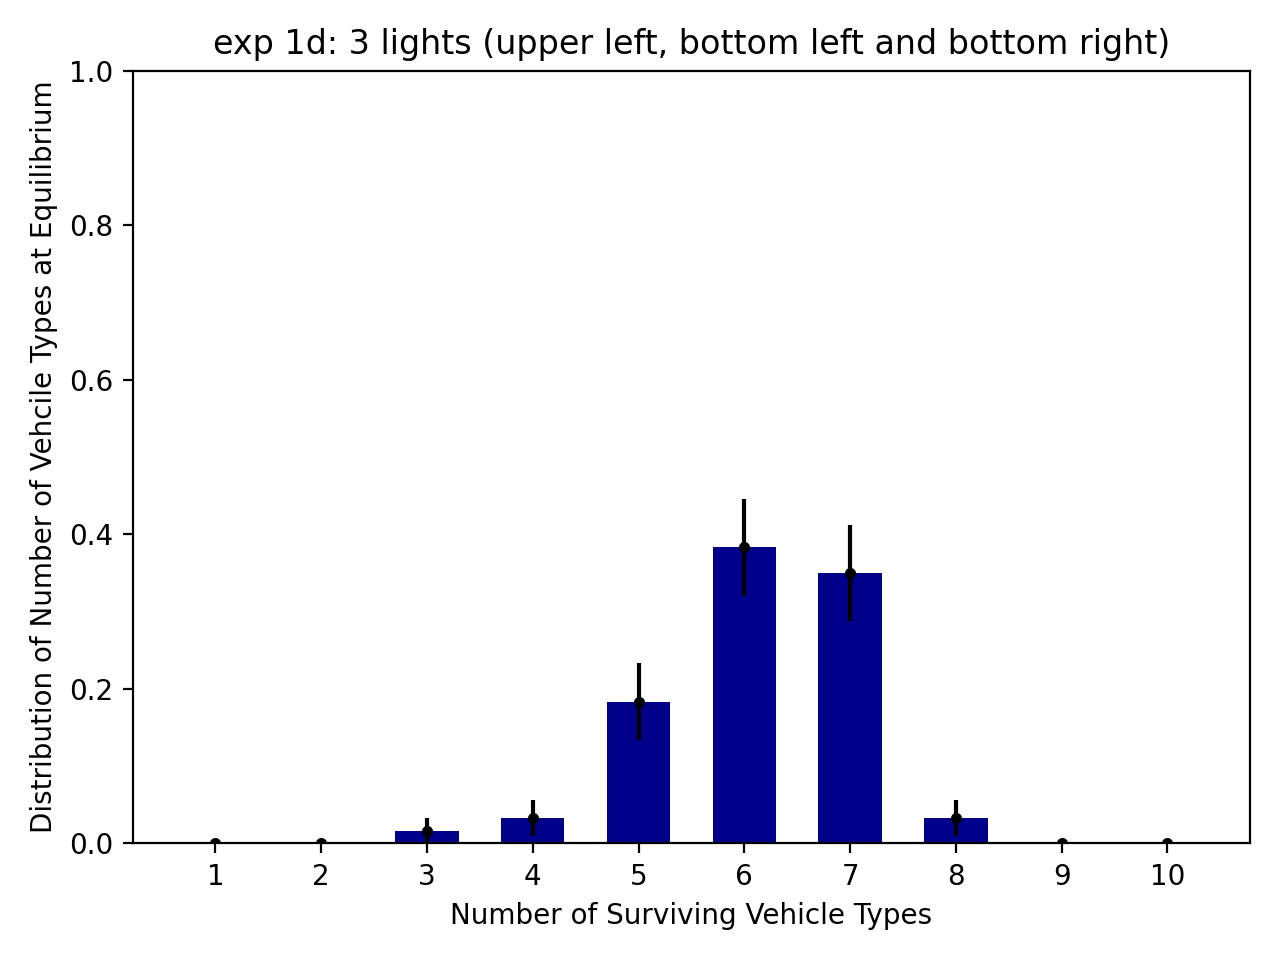 exp 1d: 3 lights (upper left, bottom left and bottom right)
Distribution of Number of Vehcile Types at Equilibrium
1.0
0.8
0.6
0.4
0.2
0.0
1 2 3 4 5 6 7 8 9 10
Number of Surviving Vehicle Types